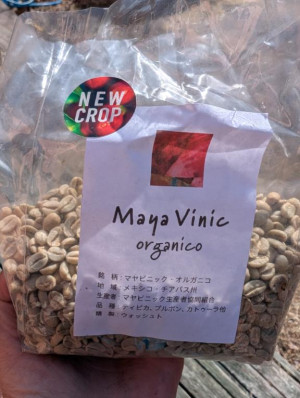 NEW
CROP
Maya Vinic
organico
銘　柄：マヤビニック・オルガニコ
地　域：メキシコ・チアパス州
生産者：マヤビニック生産者協同組合
品　種：ティピカ、ブルボン、カトゥーラ他
精　製：ウォッシュト